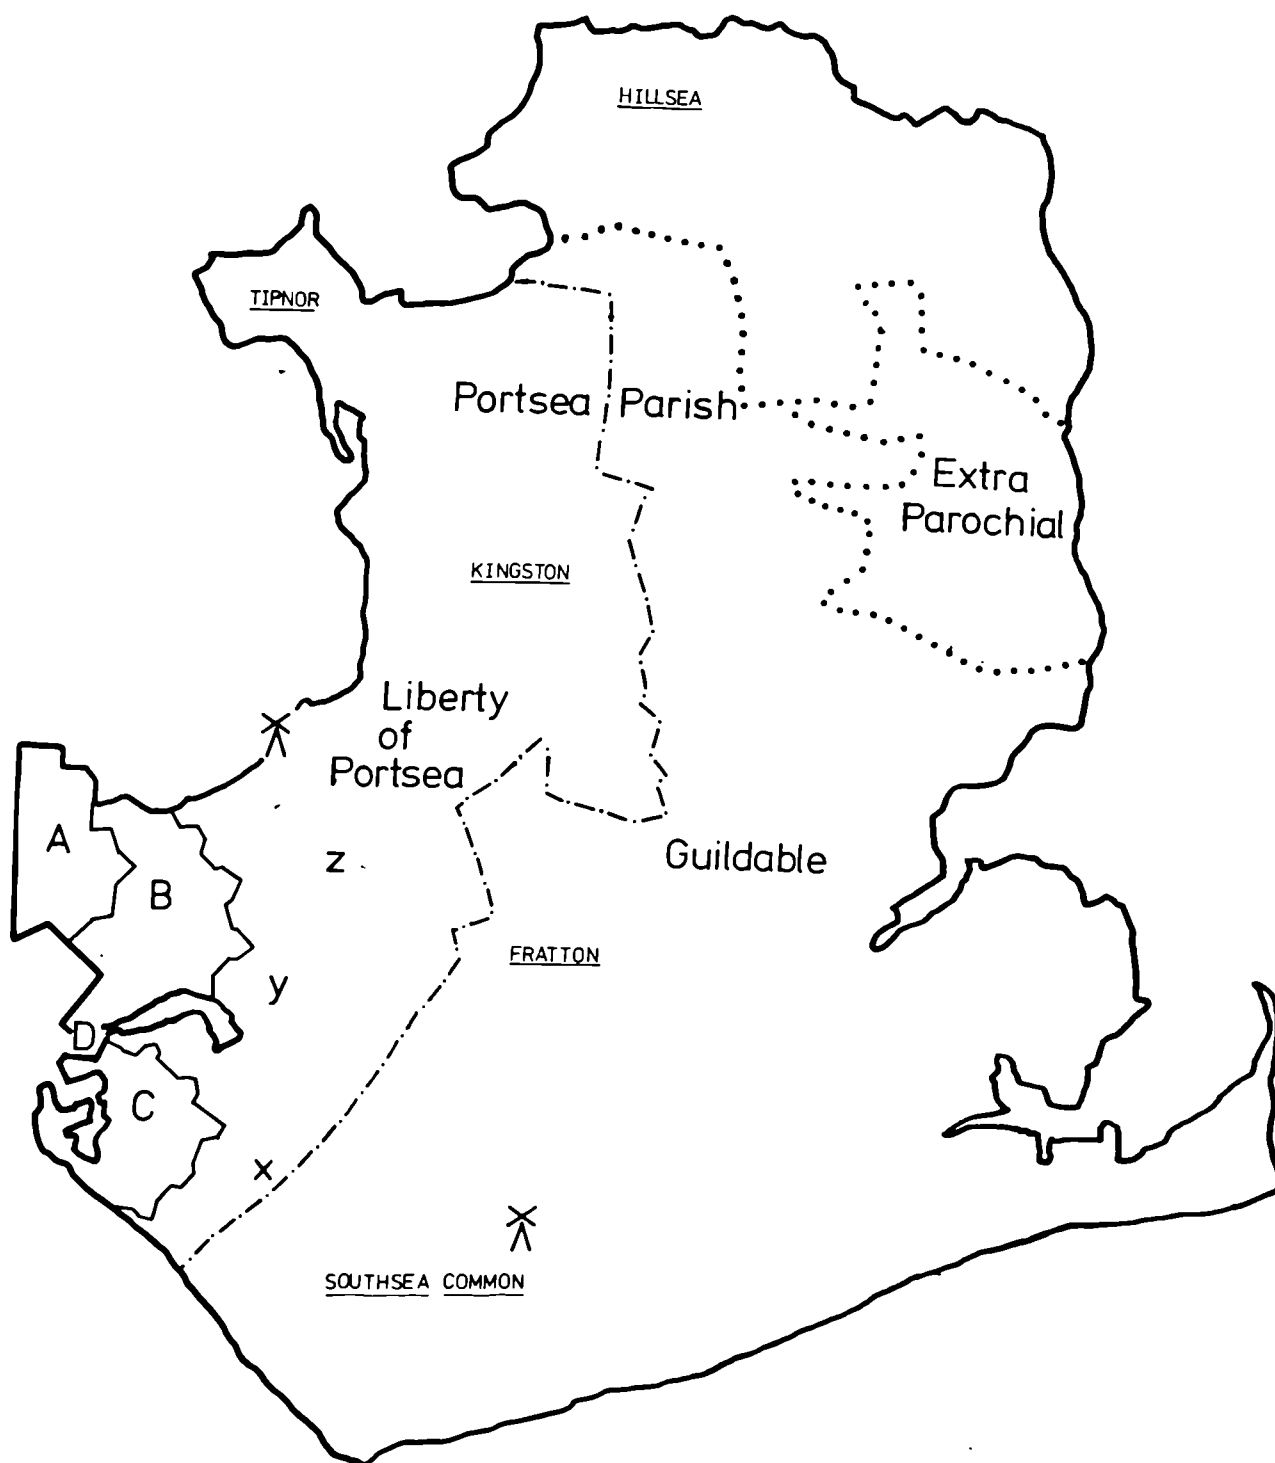 HILLSEA
TIPNOR
Portsea Parish
Extra
Parochial
KINGSTON
Liberty
of
Portsea
A
z
Guildable
B
FRATTON
y
D
C
x
SOUTHSEA COMMON